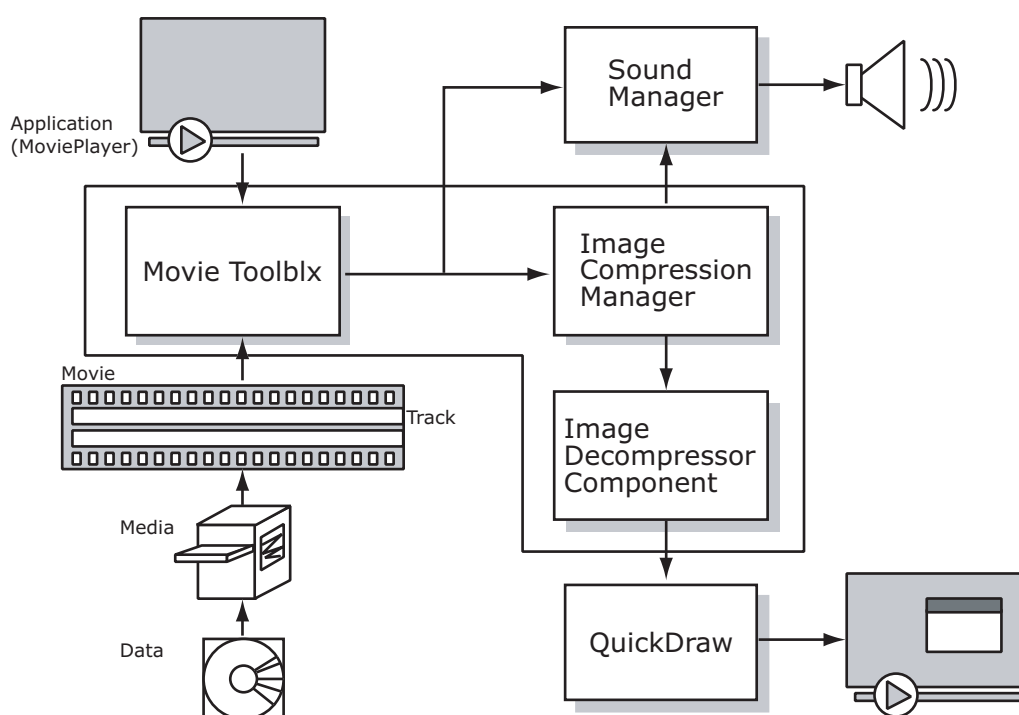 Application
(MoviePlayer)
Sound
Manager
Movie Toolblx
Image
Compression
Manager
Movie
Track
Image
Decompressor
Component
Media
Data
QuickDraw